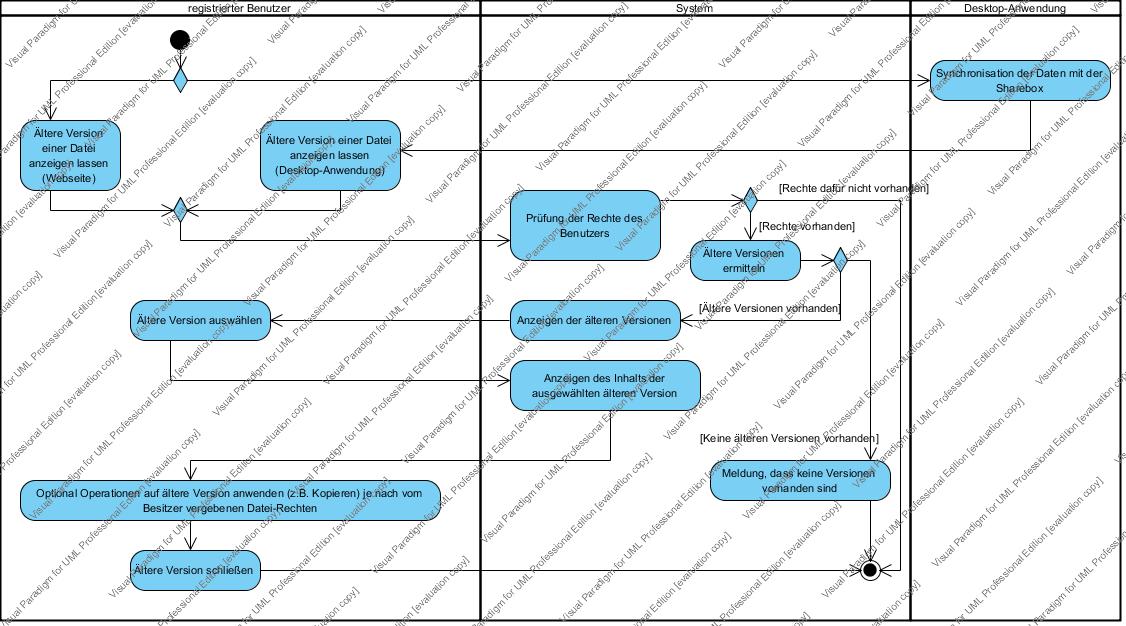 registrierter Benutzer
System
Desktop-Anwendung
Synchronisation der Daten mit der
Sharebox
Ältere Version
einer Datei
anzeigen lassen
(Webseite)
Ältere Version einer Datei
anzeigen lassen
(Desktop-Anwendung)
[Rechte dafür nicht vorhanden]
Prüfung der Rechte des
Benutzers
[Rechte vorhanden]
Ältere Versionen
ermitteln
[Ältere Versionen vorhanden]
Ältere Version auswählen
Anzeigen der älteren Versionen
Anzeigen des Inhalts der
ausgewählten älteren Version
[Keine älteren Versionen vorhanden]
Meldung, dass keine Versionen
vorhanden sind
Optional Operationen auf ältere Version anwenden (z.B. Kopieren) je nach vom
Besitzer vergebenen Datei-Rechten
Ältere Version schließen
Visual Paradigm for UML Professional Edition [evaluation copy]